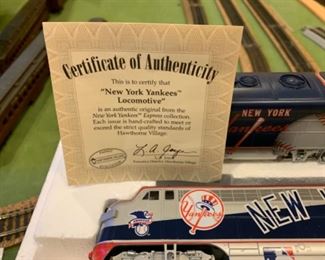 Certificate of Authenticity
This is to certify that
"New York Yankees™
Locomotive"
is an authentic original from the
New York Yankees™ Express collection.
Each issue is hand-crafted to meet or
exceed the strict quality standards of
Hawthorne Village.
NEW YORK
Yankees
Yankees
NEW